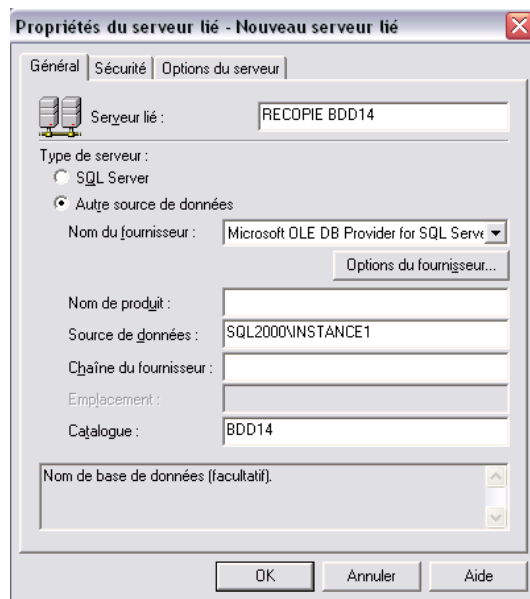 Propriétés du serveur lié - Nouveau serveur lié
Général Sécurité Options du serveur
Serveur lié : RECOPIE BDD14
Type de serveur :
SQL Server
Autre source de données
Nom du fournisseur : Microsoft OLE DB Provider for SQL Serve
Options du fournisseur...
Nom de produit :
Source de données : SQL2000\INSTANCE1
Chaîne du fournisseur :
Emplacement :
Catalogue : BDD14
Nom de base de données (facultatif).
OK Annuler Aide